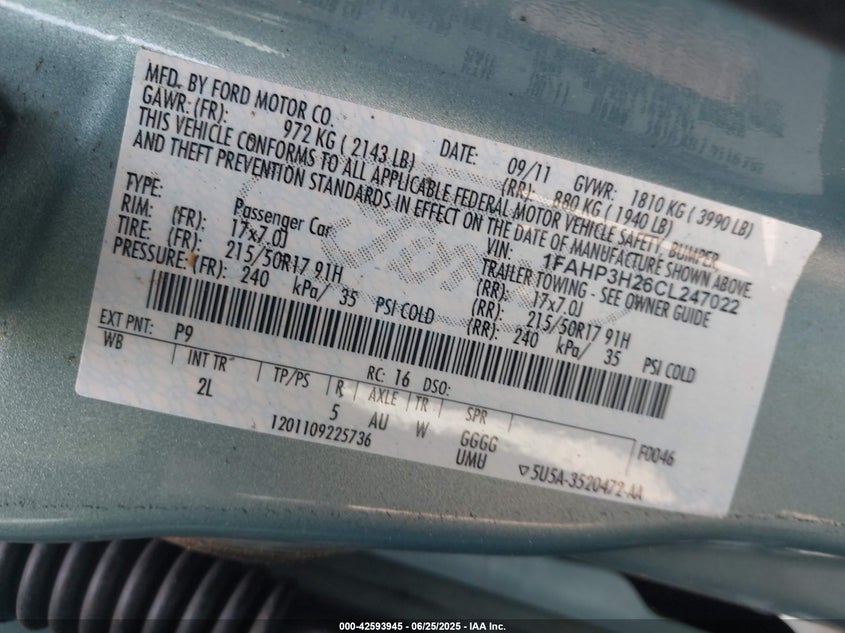 MFD. BY FORD MOTOR CO.
DATE: 09/11 GVWR: 1810 KG ( 3990 LB)
GAWR: (FR): 972 KG ( 2143 LB) (RR): 880 KG ( 1940 LB)
THIS VEHICLE CONFORMS TO ALL APPLICABLE FEDERAL MOTOR VEHICLE SAFETY, BUMPER,
AND THEFT PREVENTION STANDARDS IN EFFECT ON THE DATE OF MANUFACTURE SHOWN ABOVE.
VIN: 1FAHP3H26CL247022
TYPE: Passenger Car TRAILER TOWING - SEE OWNER GUIDE
RIM: (FR): 17x7.0J (RR): 17x7.0J
TIRE: (FR): 215/50R17 91H (RR): 215/50R17 91H
PRESSURE: (FR): 240 kPa/ 35 PSI COLD (RR): 240 kPa/ 35 PSI COLD
EXT PNT: P9 RC: 16 DSO:
WB INT TR TP/PS R AXLE TR SPR
2L 5 AU W GGGG F0046
1201109225736 UMU 5U5A-3520472-AA
Ford
000-42593945 - 06/25/2025 - IAA Inc.